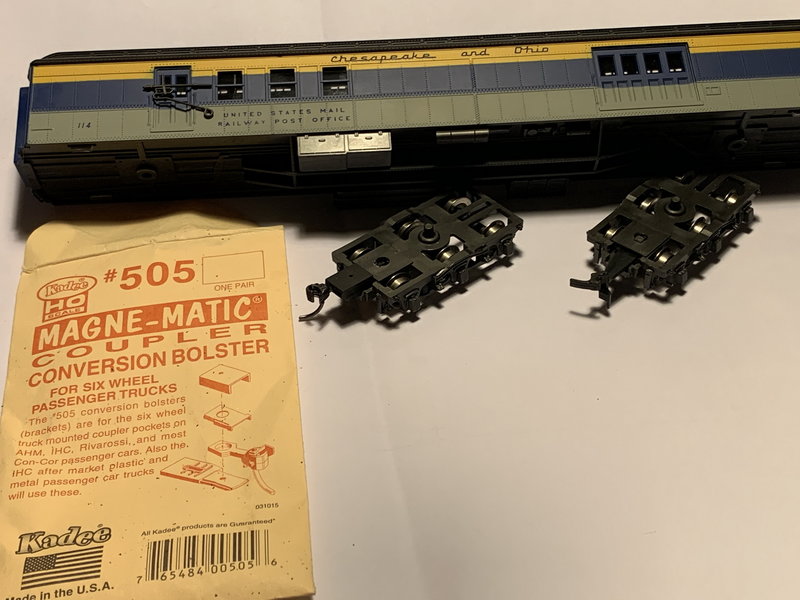 Chesapeake and Ohio
UNITED STATES MAIL
RAILWAY POST OFFICE
114
Kadee
HO
SCALE
#505
ONE PAIR
MAGNE-MATIC®
COUPLER
CONVERSION BOLSTER
FOR SIX WHEEL
PASSENGER TRUCKS
The #505 conversion bolsters
(brackets) are for the six wheel
truck mounted coupler pockets on
AHM, IHC, Rivarossi, and most
Con-Cor passenger cars. Also the
IHC after market plastic and
metal passenger car trucks
will use these.
031015
Kadee
Made in the U.S.A.
All Kadee® products are Guaranteed*
7 65484 00505 6